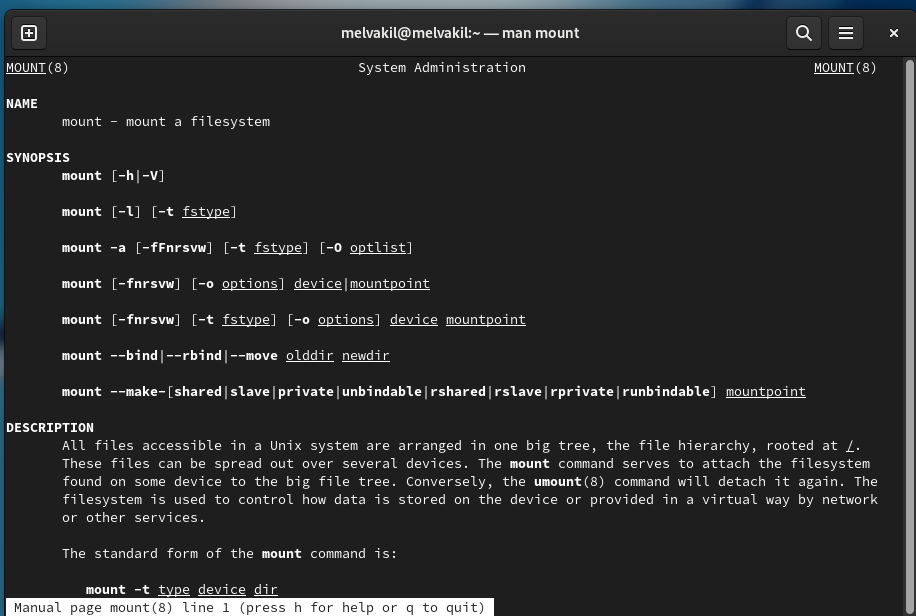 melvakil@melvakil:~ — man mount
MOUNT(8) System Administration MOUNT(8)
NAME
mount - mount a filesystem
SYNOPSIS
mount [-h|-V]
mount [-l] [-t fstype]
mount -a [-fFnrsvw] [-t fstype] [-O optlist]
mount [-fnrsvw] [-o options] device|mountpoint
mount [-fnrsvw] [-t fstype] [-o options] device mountpoint
mount --bind|--rbind|--move olddir newdir
mount --make-[shared|slave|private|unbindable|rshared|rslave|rprivate|runbindable] mountpoint
DESCRIPTION
All files accessible in a Unix system are arranged in one big tree, the file hierarchy, rooted at /.
These files can be spread out over several devices. The mount command serves to attach the filesystem
found on some device to the big file tree. Conversely, the umount(8) command will detach it again. The
filesystem is used to control how data is stored on the device or provided in a virtual way by network
or other services.
The standard form of the mount command is:
mount -t type device dir
Manual page mount(8) line 1 (press h for help or q to quit)